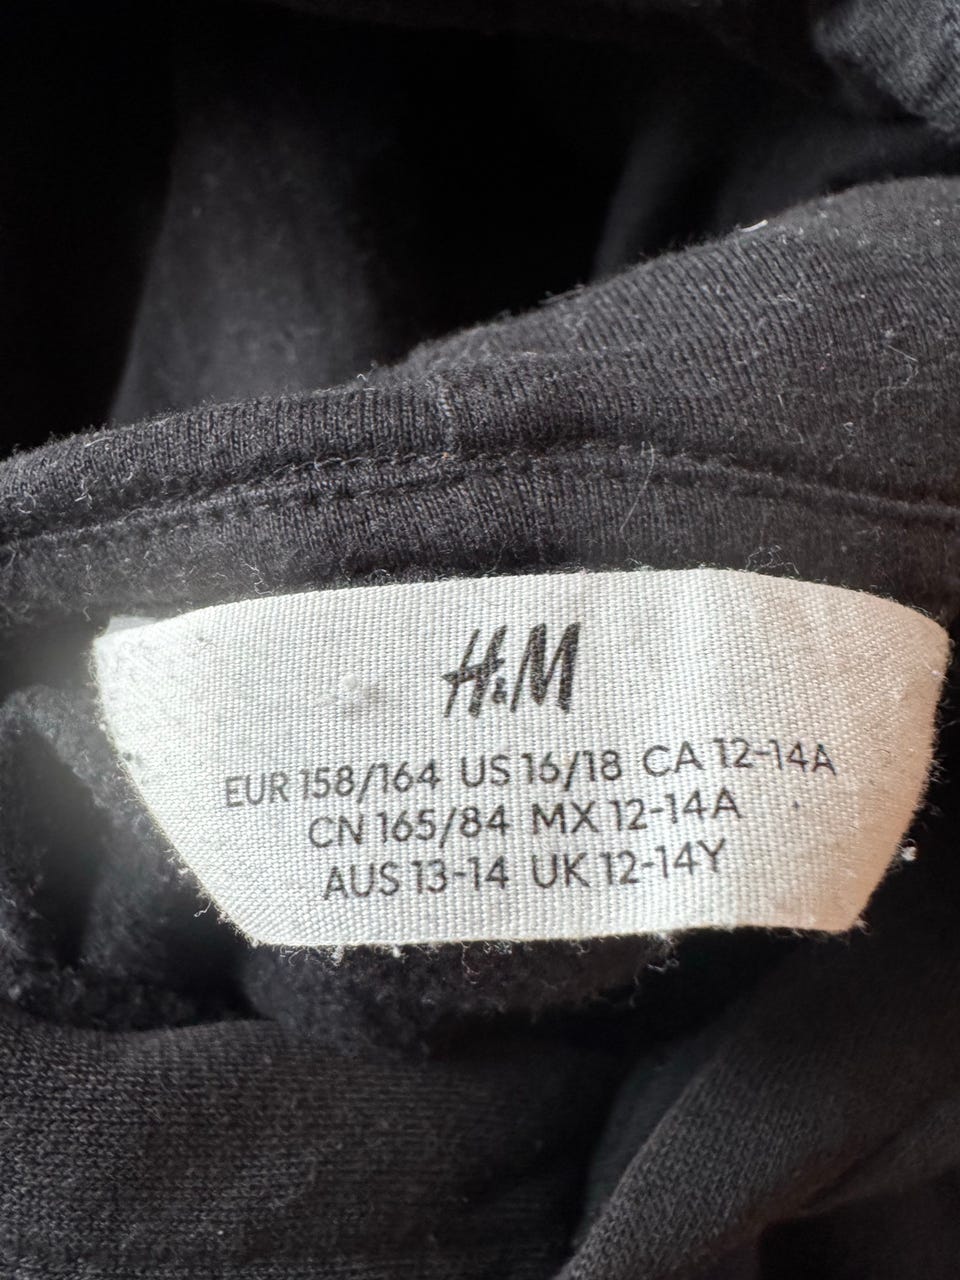 H&M
EUR 158/164 US 16/18 CA 12-14A
CN 165/84 MX 12-14A
AUS 13-14 UK 12-14Y